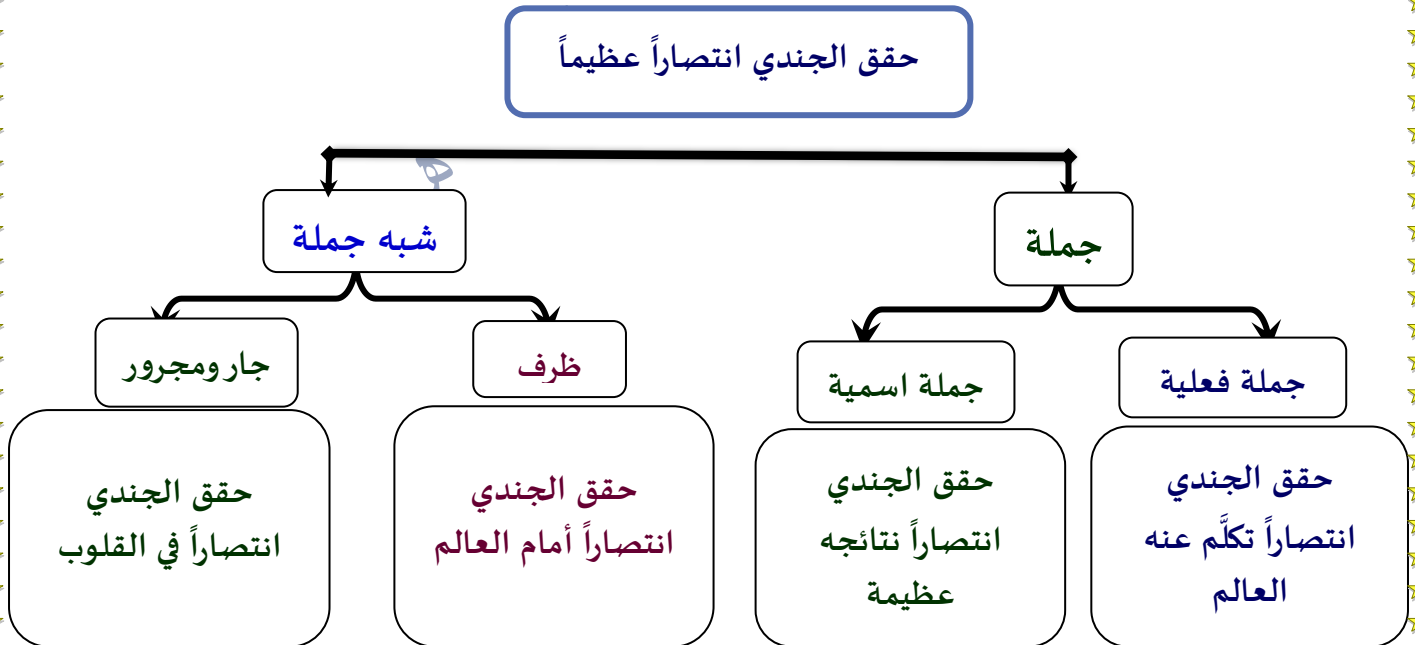 حقق الجندي انتصاراً عظيماً
جملة
شبه جملة
جملة فعلية
جملة اسمية
ظرف
جار ومجرور
حقق الجندي
انتصاراً تكلَّم عنه
العالم
حقق الجندي
انتصاراً نتائجه
عظيمة
حقق الجندي
انتصاراً أمام العالم
حقق الجندي
انتصاراً في القلوب